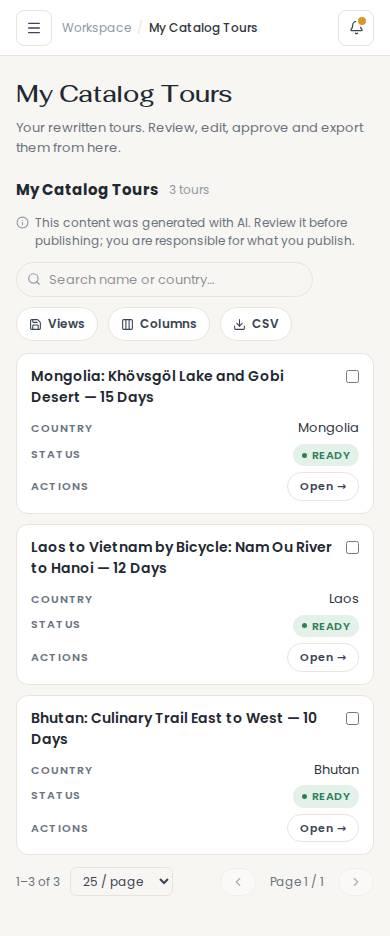 Workspace / My Catalog Tours
My Catalog Tours
Your rewritten tours. Review, edit, approve and export
them from here.
My Catalog Tours 3 tours
This content was generated with AI. Review it before
publishing; you are responsible for what you publish.
Search name or country...
Views Columns CSV
Mongolia: Khövsgöl Lake and Gobi
Desert — 15 Days
COUNTRY Mongolia
STATUS READY
ACTIONS Open →
Laos to Vietnam by Bicycle: Nam Ou River
to Hanoi — 12 Days
COUNTRY Laos
STATUS READY
ACTIONS Open →
Bhutan: Culinary Trail East to West — 10
Days
COUNTRY Bhutan
STATUS READY
ACTIONS Open →
1–3 of 3 25 / page Page 1 / 1